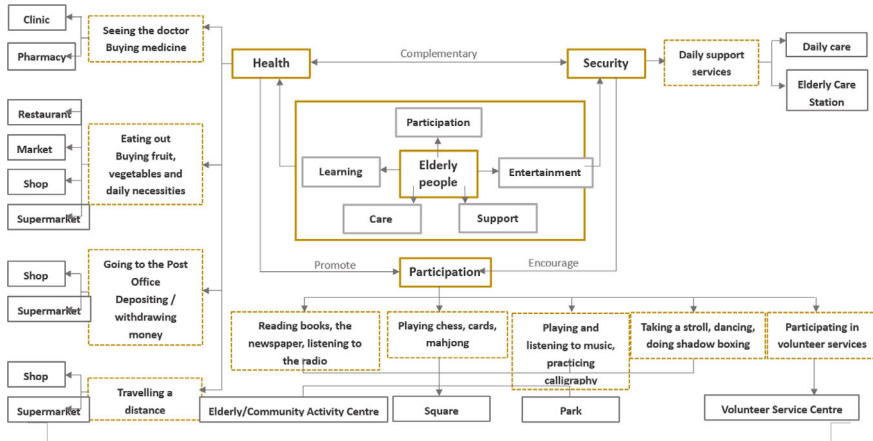 Clinic
Pharmacy
Seeing the doctor
Buying medicine
Health
Complementary
Security
Daily support
services
Daily care
Elderly Care
Station
Restaurant
Market
Shop
Supermarket
Eating out
Buying fruit,
vegetables and
daily necessities
Participation
Learning
Elderly
people
Entertainment
Care
Support
Shop
Supermarket
Going to the Post
Office
Depositing /
withdrawing
money
Promote
Participation
Encourage
Reading books, the
newspaper, listening
to the radio
Playing chess, cards,
mahjong
Playing and
listening to music,
practicing
calligraphy
Taking a stroll, dancing,
doing shadow boxing
Participating in
volunteer services
Shop
Supermarket
Travelling a
distance
Elderly/Community Activity Centre
Square
Park
Volunteer Service Centre